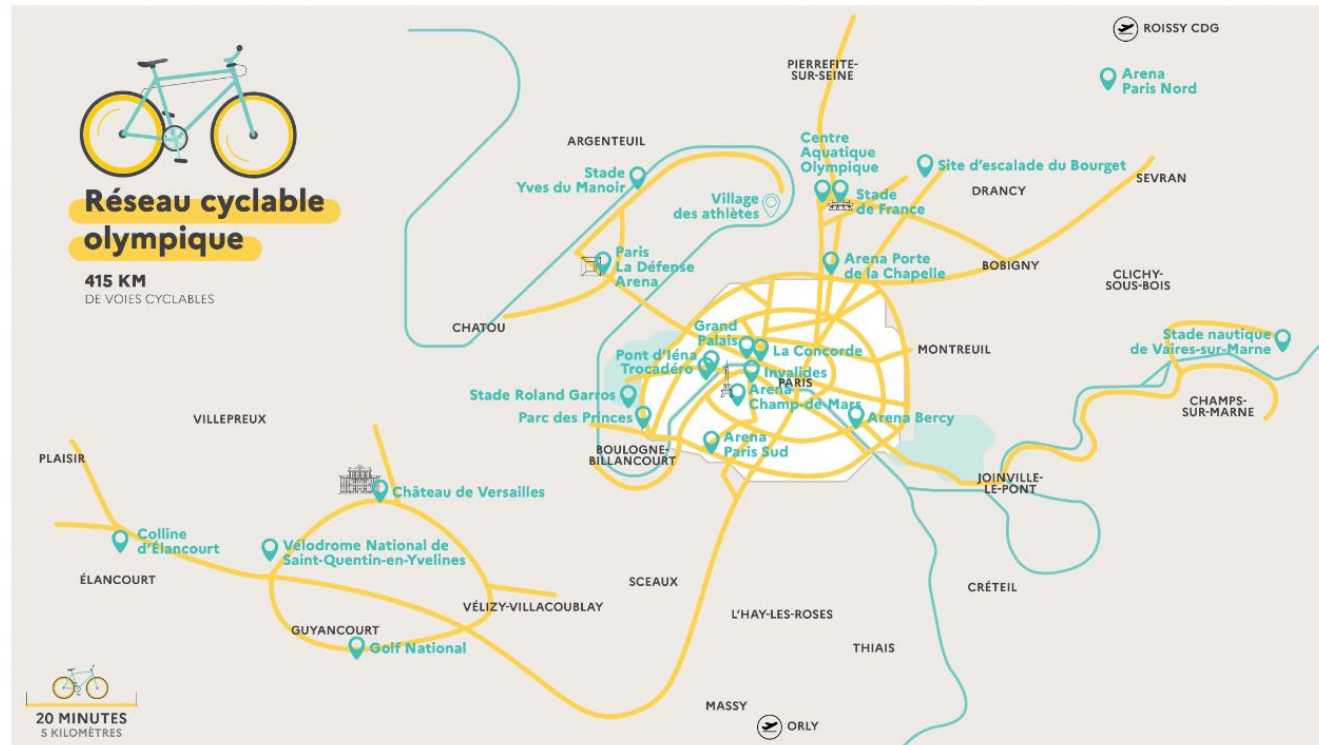 Réseau cyclable
olympique
415 KM
DE VOIES CYCLABLES
ROISSY CDG
Arena
Paris Nord
PIERREFITE-
SUR-SEINE
ARGENTEUIL
Centre
Aquatique
Olympique
Site d'escalade du Bourget
DRANCY
SEVRAN
Stade
Yves du Manoir
Village
des athlètes
Stade
de France
Paris
La Défense
Arena
Arena Porte
de la Chapelle
BOBIGNY
CLICHY-
SOUS-BOIS
CHATOU
Grand
Palais
La Concorde
MONTREUIL
Stade nautique
de Vaires-sur-Marne
Pont d'Iéna
Trocadéro
Invalides
PARIS
Stade Roland Garros
Arena
Champ-de-Mars
CHAMPS-
SUR-MARNE
VILLEPREUX
Parc des Princes
Arena Bercy
PLAISIR
BOULOGNE-
BILLANCOURT
Arena
Paris Sud
JOINVILLE-
LE-PONT
Château de Versailles
Colline
d'Élancourt
Vélodrome National de
Saint-Quentin-en-Yvelines
ÉLANCOURT
SCEAUX
CRÉTEIL
VÉLIZY-VILLACOUBLAY
L'HAY-LES-ROSES
GUYANCOURT
Golf National
THIAIS
20 MINUTES
5 KILOMÈTRES
MASSY
ORLY